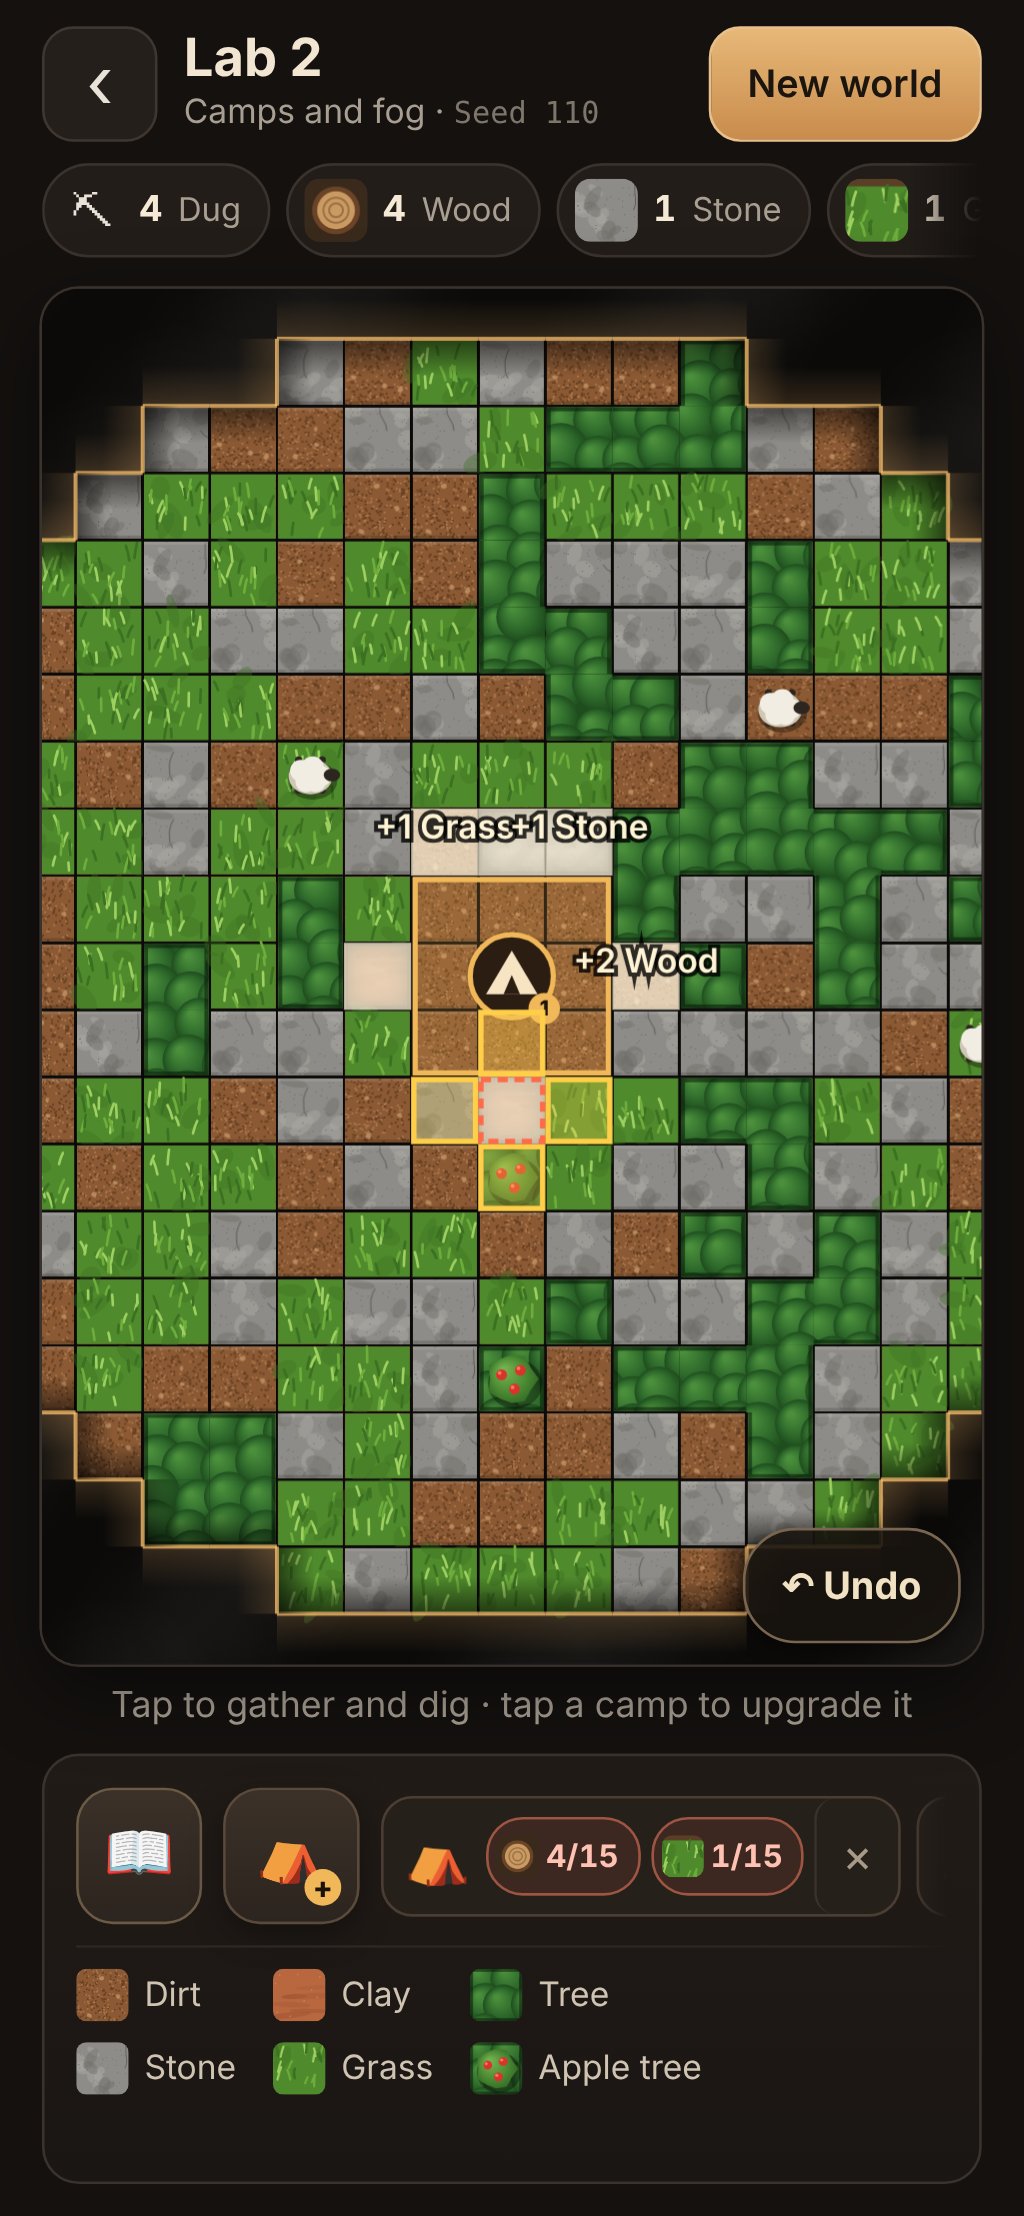 Lab 2
Camps and fog · Seed 110
New world
4 Dug
4 Wood
1 Stone
1 G
+1 Grass +1 Stone
+2 Wood
1
↶ Undo
Tap to gather and dig · tap a camp to upgrade it
+
4/15
1/15
×
Dirt
Clay
Tree
Stone
Grass
Apple tree